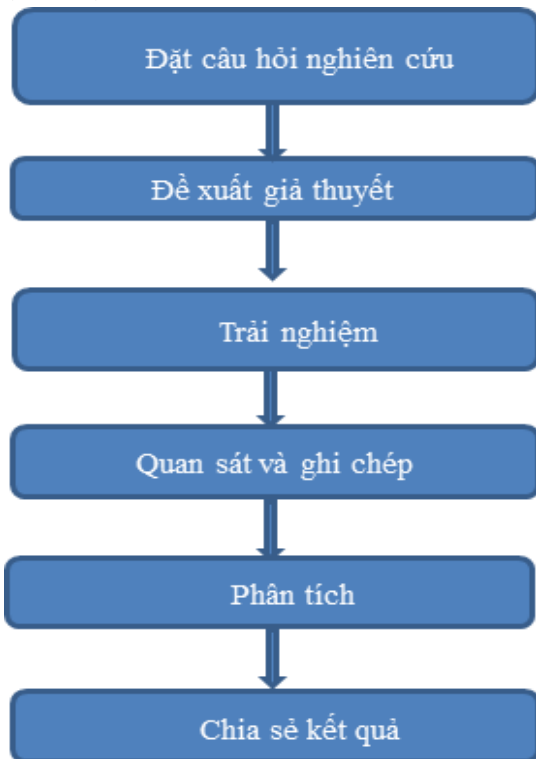 Đặt câu hỏi nghiên cứu
Đề xuất giả thuyết
Trải nghiệm
Quan sát và ghi chép
Phân tích
Chia sẻ kết quả